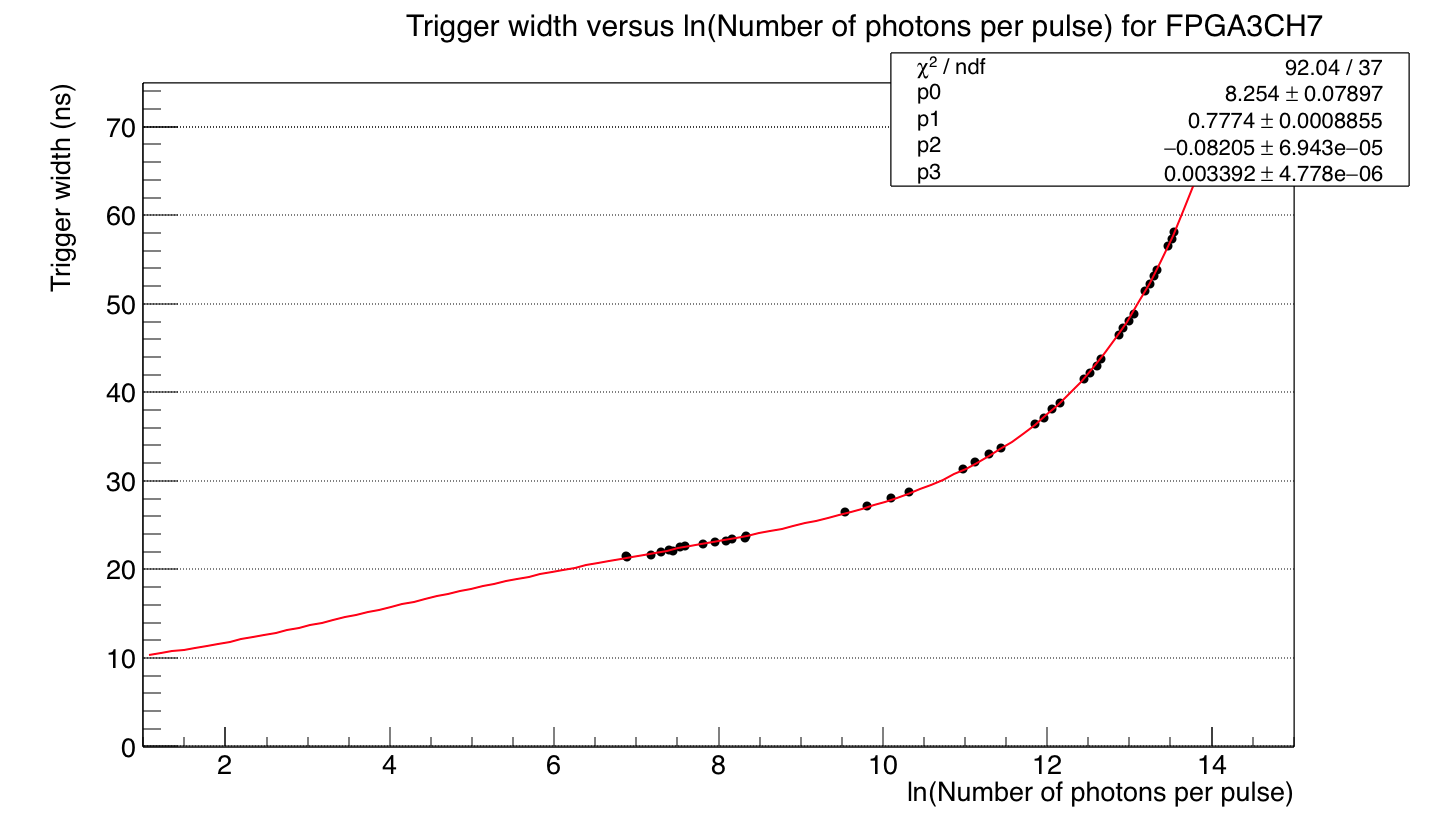 Trigger width versus ln(Number of photons per pulse) for FPGA3CH7
χ² / ndf 92.04 / 37
p0 8.254 ± 0.07897
p1 0.7774 ± 0.0008855
p2 −0.08205 ± 6.943e−05
p3 0.003392 ± 4.778e−06
Trigger width (ns)
70
60
50
40
30
20
10
0
2 4 6 8 10 12 14
ln(Number of photons per pulse)